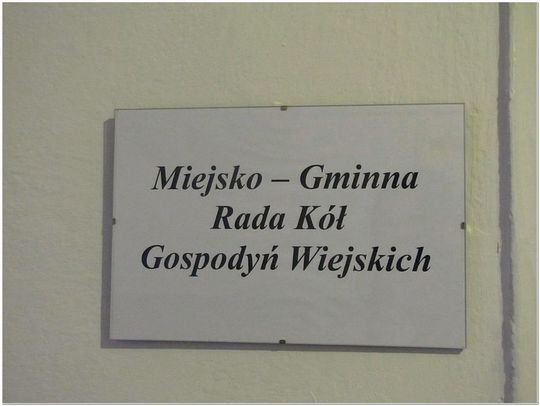 Miejsko – Gminna
Rada Kół
Gospodyń Wiejskich